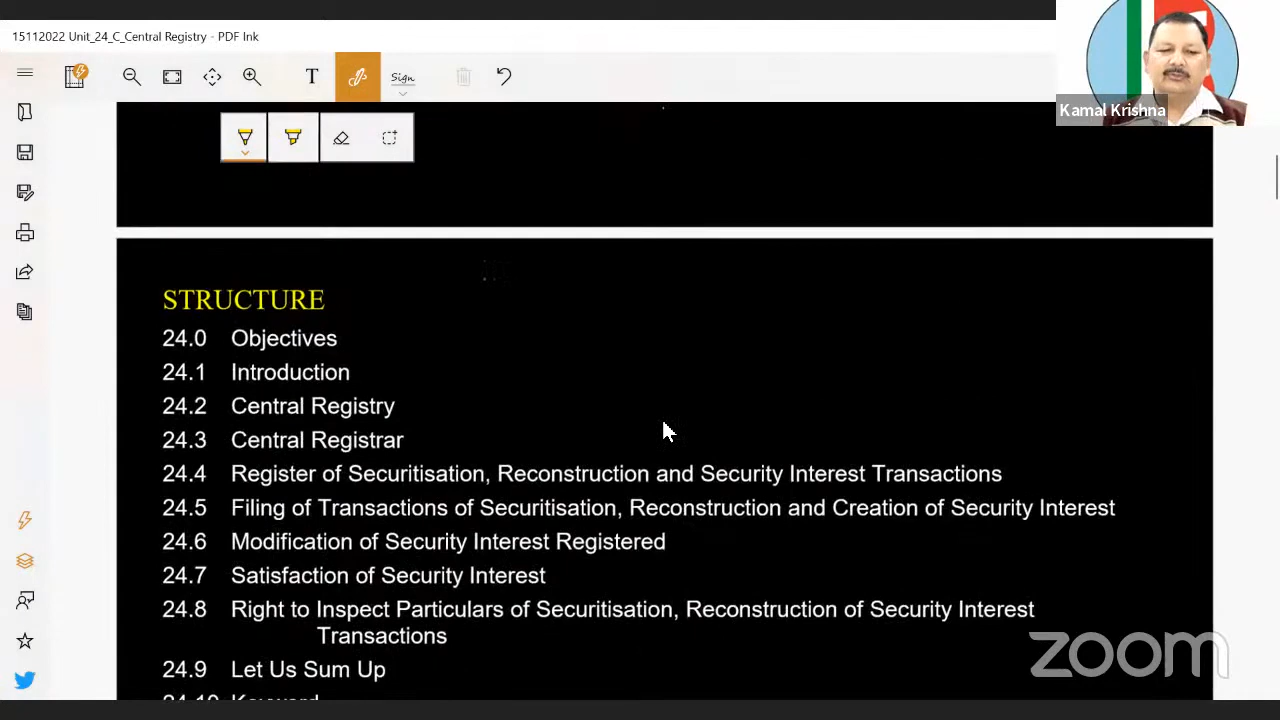 15112022 Unit_24_C_Central Registry - PDF Ink
T
Sign
Kamal Krishna
STRUCTURE
24.0 Objectives
24.1 Introduction
24.2 Central Registry
24.3 Central Registrar
24.4 Register of Securitisation, Reconstruction and Security Interest Transactions
24.5 Filing of Transactions of Securitisation, Reconstruction and Creation of Security Interest
24.6 Modification of Security Interest Registered
24.7 Satisfaction of Security Interest
24.8 Right to Inspect Particulars of Securitisation, Reconstruction of Security Interest
Transactions
24.9 Let Us Sum Up
24.10
zoom